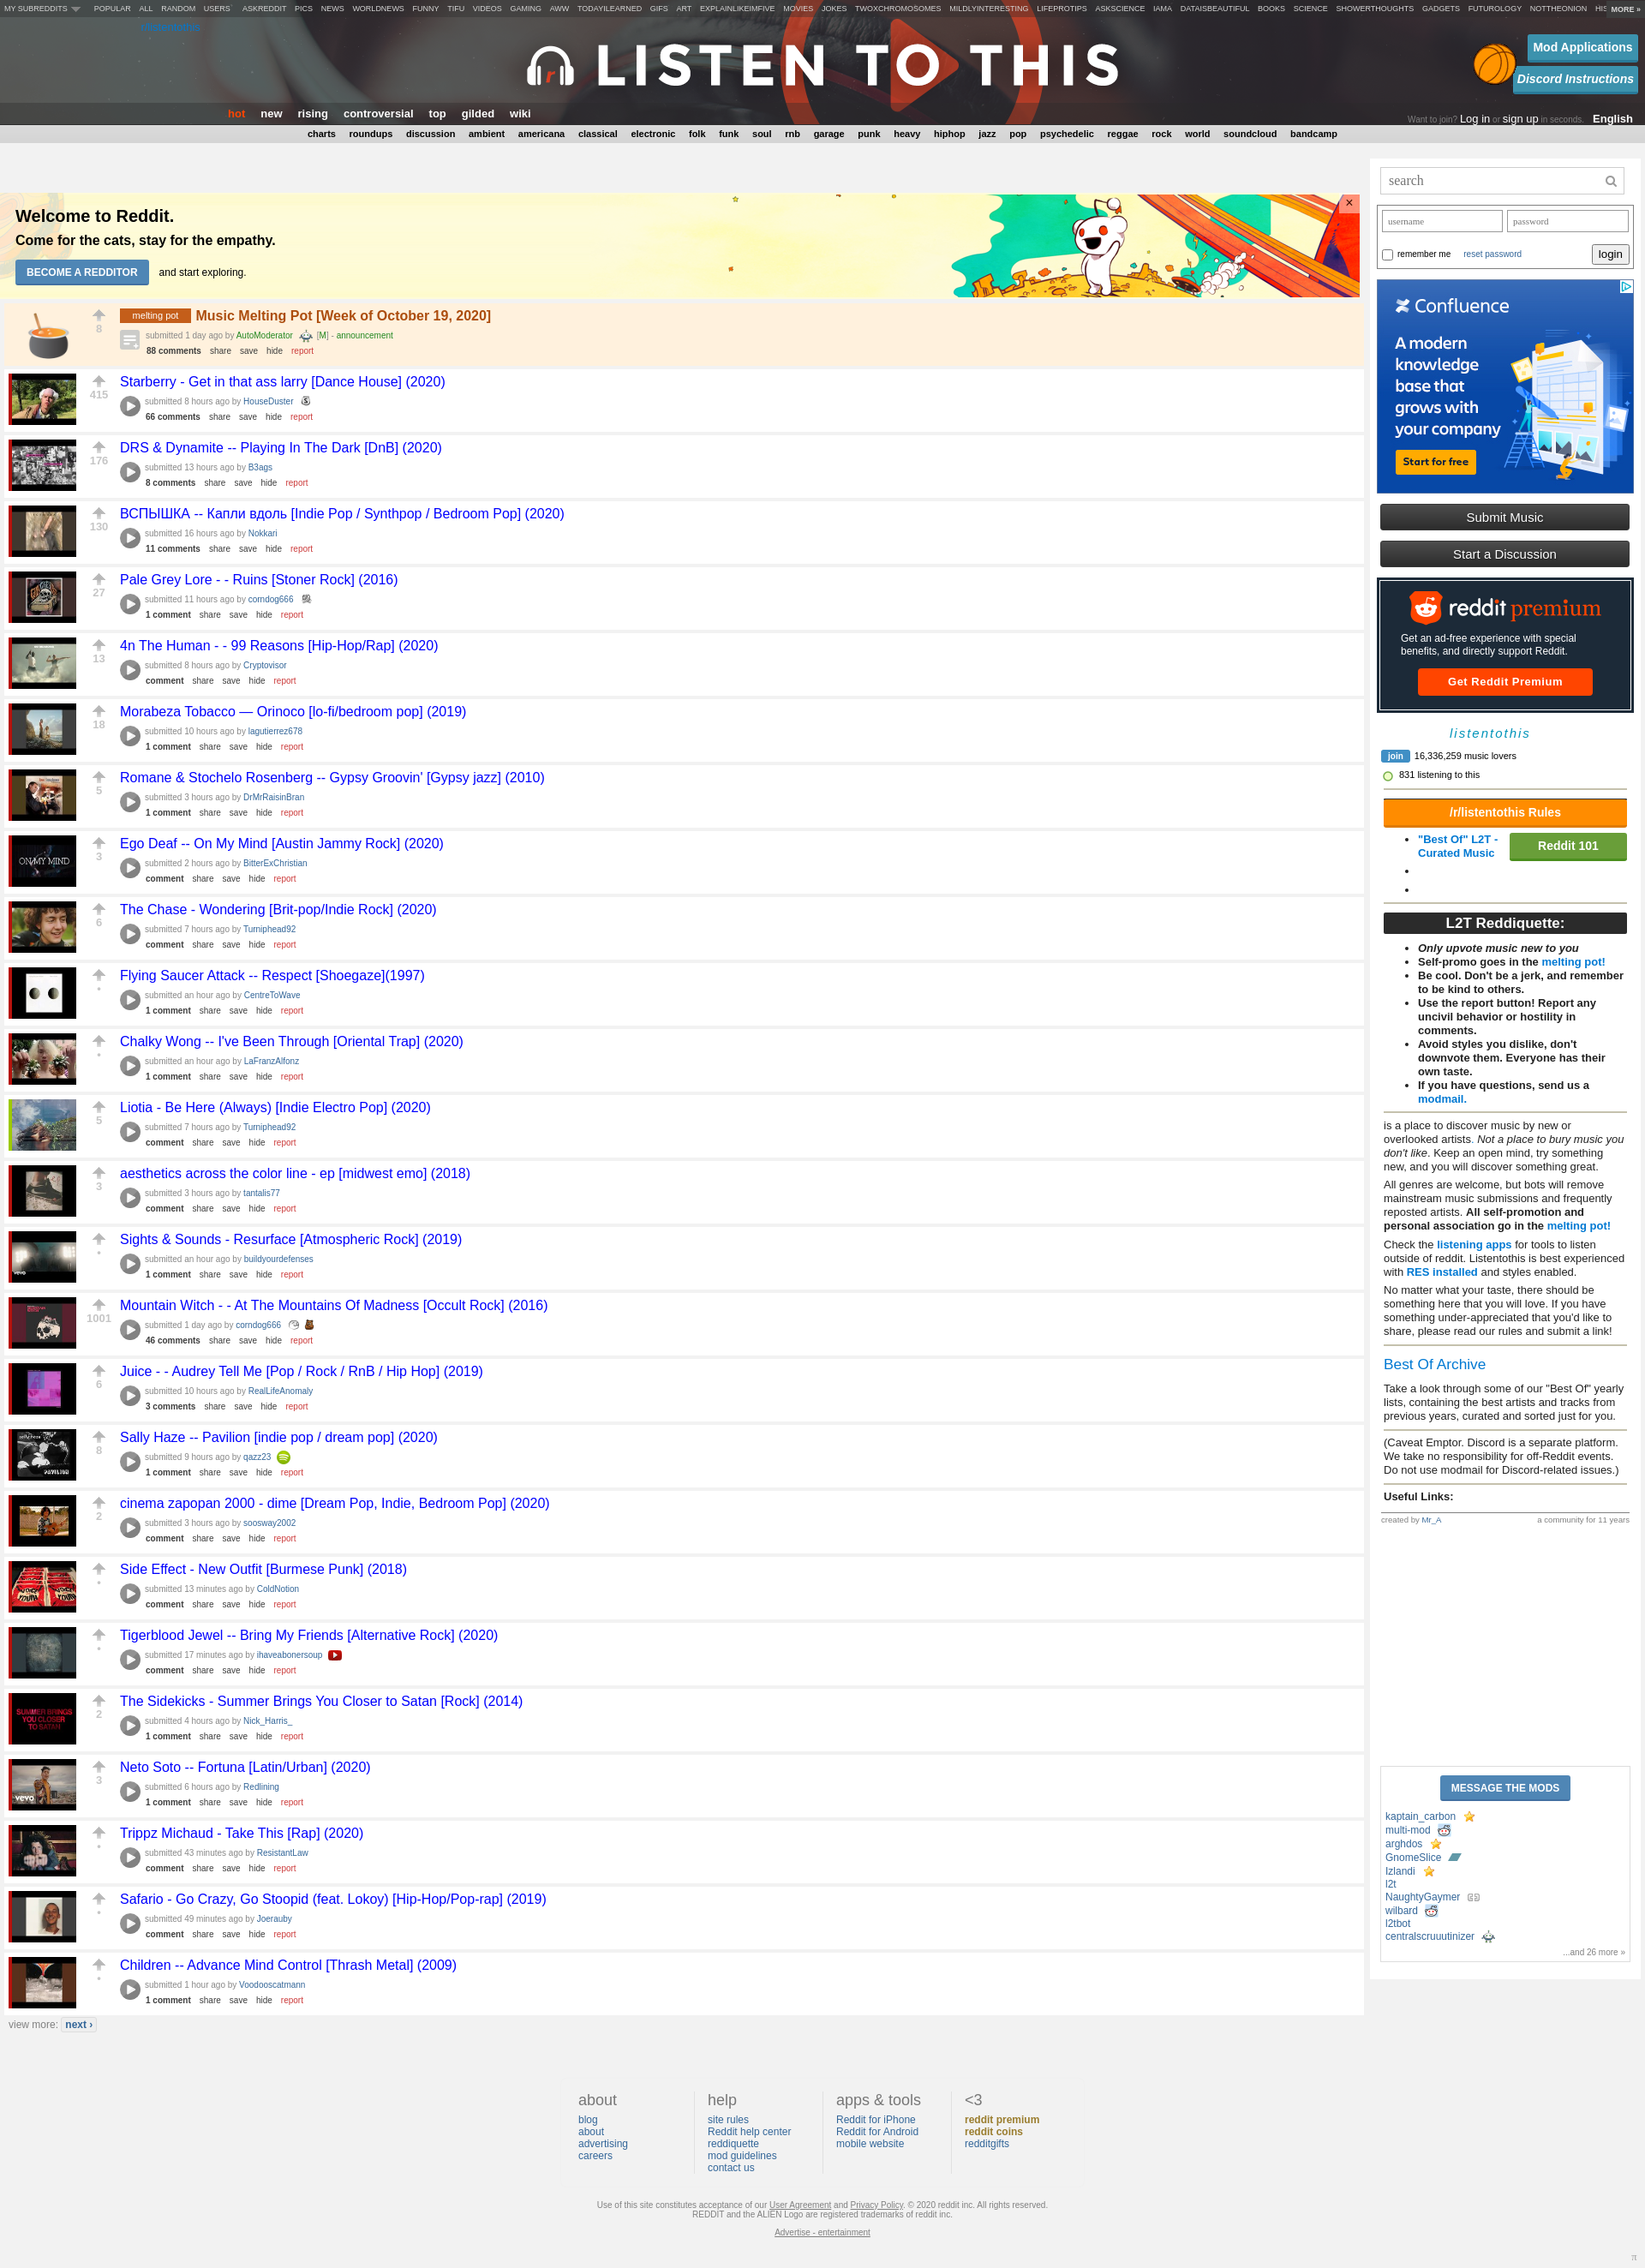 MY SUBREDDITS POPULAR ALL RANDOM USERS ASKREDDIT PICS NEWS WORLDNEWS FUNNY TIFU VIDEOS GAMING AWW TODAYILEARNED GIFS ART EXPLAINLIKEIMFIVE MOVIES JOKES TWOXCHROMOSOMES MILDLYINTERESTING LIFEPROTIPS ASKSCIENCE IAMA DATAISBEAUTIFUL BOOKS SCIENCE SHOWERTHOUGHTS GADGETS FUTUROLOGY NOTTHEONION HIS MORE »
LISTEN TO THIS
Mod Applications
Discord Instructions
hot new rising controversial top gilded wiki
Want to join? Log in or sign up in seconds. English
charts roundups discussion ambient americana classical electronic folk funk soul rnb garage punk heavy hiphop jazz pop psychedelic reggae rock world soundcloud bandcamp
Welcome to Reddit.
Come for the cats, stay for the empathy.
BECOME A REDDITOR and start exploring.
×
melting pot Music Melting Pot [Week of October 19, 2020]
8
submitted 1 day ago by AutoModerator [M] - announcement
88 comments share save hide report
Starberry - Get in that ass larry [Dance House] (2020)
415
submitted 8 hours ago by HouseDuster
66 comments share save hide report
DRS & Dynamite -- Playing In The Dark [DnB] (2020)
176
submitted 13 hours ago by B3ags
8 comments share save hide report
ВСПЫШКА -- Капли вдоль [Indie Pop / Synthpop / Bedroom Pop] (2020)
130
submitted 16 hours ago by Nokkari
11 comments share save hide report
Pale Grey Lore - - Ruins [Stoner Rock] (2016)
27
submitted 11 hours ago by corndog666
1 comment share save hide report
4n The Human - - 99 Reasons [Hip-Hop/Rap] (2020)
13
submitted 8 hours ago by Cryptovisor
comment share save hide report
Morabeza Tobacco — Orinoco [lo-fi/bedroom pop] (2019)
18
submitted 10 hours ago by lagutierrez678
1 comment share save hide report
Romane & Stochelo Rosenberg -- Gypsy Groovin' [Gypsy jazz] (2010)
5
submitted 3 hours ago by DrMrRaisinBran
1 comment share save hide report
ON MY MIND
Ego Deaf -- On My Mind [Austin Jammy Rock] (2020)
3
submitted 2 hours ago by BitterExChristian
comment share save hide report
The Chase - Wondering [Brit-pop/Indie Rock] (2020)
6
submitted 7 hours ago by Turniphead92
comment share save hide report
Flying Saucer Attack -- Respect [Shoegaze](1997)
•
submitted an hour ago by CentreToWave
1 comment share save hide report
Chalky Wong -- I've Been Through [Oriental Trap] (2020)
•
submitted an hour ago by LaFranzAlfonz
1 comment share save hide report
Liotia - Be Here (Always) [Indie Electro Pop] (2020)
5
submitted 7 hours ago by Turniphead92
comment share save hide report
aesthetics across the color line - ep [midwest emo] (2018)
3
submitted 3 hours ago by tantalis77
comment share save hide report
vevo
Sights & Sounds - Resurface [Atmospheric Rock] (2019)
•
submitted an hour ago by buildyourdefenses
1 comment share save hide report
Mountain Witch - - At The Mountains Of Madness [Occult Rock] (2016)
1001
submitted 1 day ago by corndog666
46 comments share save hide report
Juice - - Audrey Tell Me [Pop / Rock / RnB / Hip Hop] (2019)
6
submitted 10 hours ago by RealLifeAnomaly
3 comments share save hide report
PAVILION
Sally Haze -- Pavilion [indie pop / dream pop] (2020)
8
submitted 9 hours ago by qazz23
1 comment share save hide report
cinema zapopan 2000 - dime [Dream Pop, Indie, Bedroom Pop] (2020)
2
submitted 3 hours ago by soosway2002
comment share save hide report
Side Effect - New Outfit [Burmese Punk] (2018)
•
submitted 13 minutes ago by ColdNotion
comment share save hide report
Tigerblood Jewel -- Bring My Friends [Alternative Rock] (2020)
•
submitted 17 minutes ago by ihaveabonersoup
comment share save hide report
SUMMER BRINGS
YOU CLOSER
TO SATAN
The Sidekicks - Summer Brings You Closer to Satan [Rock] (2014)
2
submitted 4 hours ago by Nick_Harris_
1 comment share save hide report
vevo
Neto Soto -- Fortuna [Latin/Urban] (2020)
3
submitted 6 hours ago by Redlining
1 comment share save hide report
Trippz Michaud - Take This [Rap] (2020)
•
submitted 43 minutes ago by ResistantLaw
comment share save hide report
Safario - Go Crazy, Go Stoopid (feat. Lokoy) [Hip-Hop/Pop-rap] (2019)
•
submitted 49 minutes ago by Joerauby
comment share save hide report
Children -- Advance Mind Control [Thrash Metal] (2009)
•
submitted 1 hour ago by Voodooscatmann
1 comment share save hide report
view more: next ›
search
username password
remember me reset password login
Confluence
A modern
knowledge
base that
grows with
your company
Start for free
Submit Music
Start a Discussion
reddit premium
Get an ad-free experience with special
benefits, and directly support Reddit.
Get Reddit Premium
listentothis
join 16,336,259 music lovers
831 listening to this
/r/listentothis Rules
"Best Of" L2T -
Curated Music
Reddit 101
L2T Reddiquette:
Only upvote music new to you
Self-promo goes in the melting pot!
Be cool. Don't be a jerk, and remember
to be kind to others.
Use the report button! Report any
uncivil behavior or hostility in
comments.
Avoid styles you dislike, don't
downvote them. Everyone has their
own taste.
If you have questions, send us a
modmail.
is a place to discover music by new or
overlooked artists. Not a place to bury music you
don't like. Keep an open mind, try something
new, and you will discover something great.
All genres are welcome, but bots will remove
mainstream music submissions and frequently
reposted artists. All self-promotion and
personal association go in the melting pot!
Check the listening apps for tools to listen
outside of reddit. Listentothis is best experienced
with RES installed and styles enabled.
No matter what your taste, there should be
something here that you will love. If you have
something under-appreciated that you'd like to
share, please read our rules and submit a link!
Best Of Archive
Take a look through some of our "Best Of" yearly
lists, containing the best artists and tracks from
previous years, curated and sorted just for you.
(Caveat Emptor. Discord is a separate platform.
We take no responsibility for off-Reddit events.
Do not use modmail for Discord-related issues.)
Useful Links:
created by Mr_A a community for 11 years
MESSAGE THE MODS
kaptain_carbon
multi-mod
arghdos
GnomeSlice
Izlandi
l2t
NaughtyGaymer
wilbard
l2tbot
centralscruuutinizer
...and 26 more »
about
blog
about
advertising
careers
help
site rules
Reddit help center
reddiquette
mod guidelines
contact us
apps & tools
Reddit for iPhone
Reddit for Android
mobile website
<3
reddit premium
reddit coins
redditgifts
Use of this site constitutes acceptance of our User Agreement and Privacy Policy. © 2020 reddit inc. All rights reserved.
REDDIT and the ALIEN Logo are registered trademarks of reddit inc.
Advertise - entertainment
π